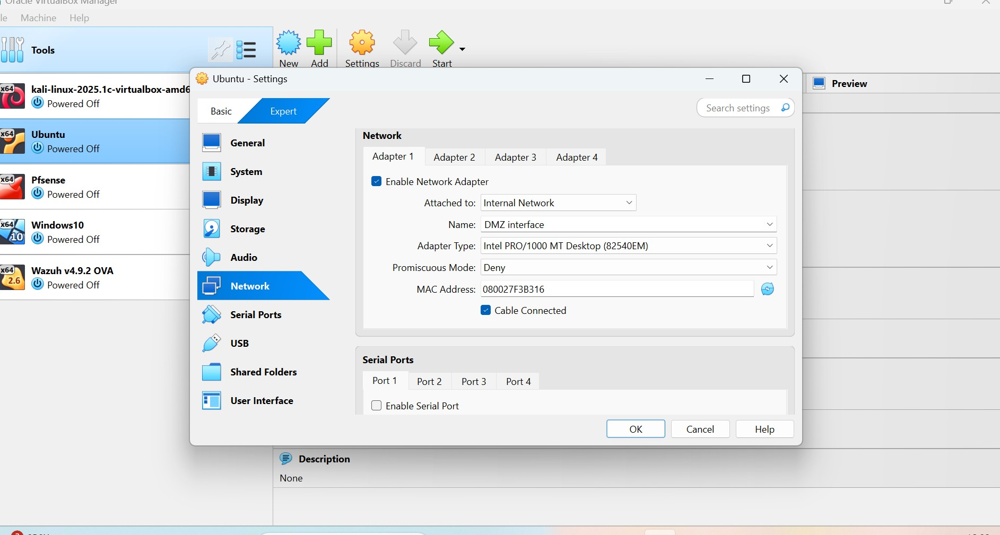 Oracle VirtualBox Manager
Machine Help
Tools
New Add Settings Discard Start
x64 kali-linux-2025.1c-virtualbox-amd6
Powered Off
x64 Ubuntu
Powered Off
x64 Pfsense
Powered Off
x64 Windows10
10 Powered Off
x64 Wazuh v4.9.2 OVA
2.6 Powered Off
Ubuntu - Settings
Basic Expert
Search settings
General
System
Display
Storage
Audio
Network
Serial Ports
USB
Shared Folders
User Interface
Network
Adapter 1 Adapter 2 Adapter 3 Adapter 4
Enable Network Adapter
Attached to: Internal Network
Name: DMZ interface
Adapter Type: Intel PRO/1000 MT Desktop (82540EM)
Promiscuous Mode: Deny
MAC Address: 080027F3B316
Cable Connected
Serial Ports
Port 1 Port 2 Port 3 Port 4
Enable Serial Port
OK Cancel Help
Preview
Description
None